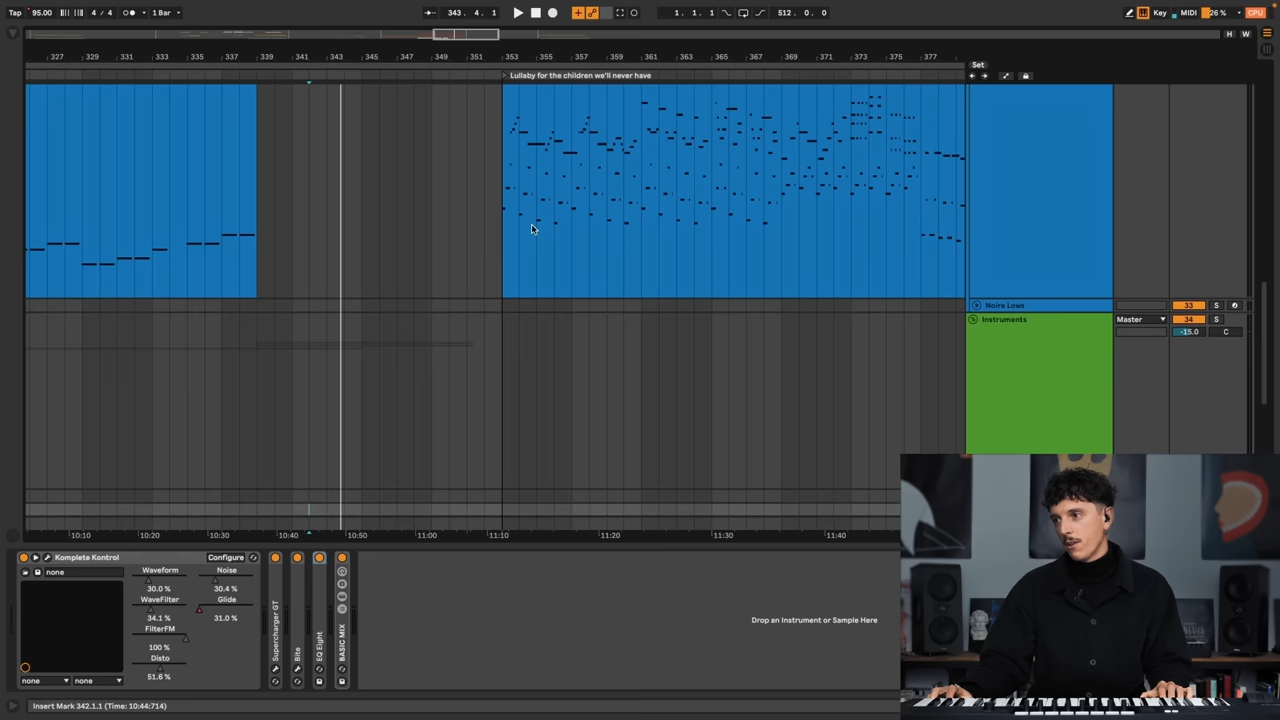 Tap 95.00 4 / 4 1 Bar 343. 4. 1 1. 1. 1 512. 0. 0 Key MIDI 26 % CPU
H W
327 329 331 333 335 337 339 341 343 345 347 349 351 353 355 357 359 361 363 365 367 369 371 373 375 377
Set
Lullaby for the children we'll never have
Noire Lows 33 S
Instruments Master 34 S
-15.0 C
10:10 10:20 10:30 10:40 10:50 11:00 11:10 11:20 11:30 11:40
Komplete Kontrol Configure
none
Waveform Noise
30.0 % 30.4 %
WaveFilter Glide
34.1 % 31.0 %
FilterFM
100 %
Disto
51.6 %
none none
Supercharger GT
Bite
EQ Eight
BASIC MIX
Drop an Instrument or Sample Here
Insert Mark 342.1.1 (Time: 10:44:714)